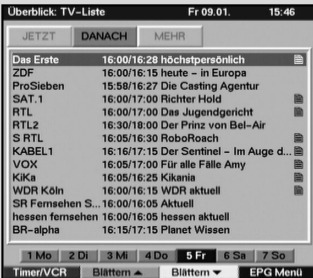 Überblick: TV-Liste Fr 09.01. 15:46
JETZT DANACH MEHR
Das Erste 16:00/16:28 höchstpersönlich
ZDF 16:00/16:15 heute - in Europa
ProSieben 15:58/16:27 Die Casting Agentur
SAT.1 16:00/17:00 Richter Hold
RTL 16:00/17:00 Das Jugendgericht
RTL2 16:30/18:00 Der Prinz von Bel-Air
S RTL 16:05/16:30 RoboRoach
KABEL1 16:16/17:15 Der Sentinel - Im Auge d...
VOX 16:05/17:00 Für alle Fälle Amy
KiKa 16:05/16:25 Kikania
WDR Köln 16:00/16:15 WDR aktuell
SR Fernsehen S... 16:00/16:05 Aktuell
hessen fernsehen 16:00/16:05 hessen aktuell
BR-alpha 16:15/17:15 Planet Wissen
1 Mo 2 Di 3 Mi 4 Do 5 Fr 6 Sa 7 So
Timer/VCR Blättern ▲ Blättern ▼ EPG Menü